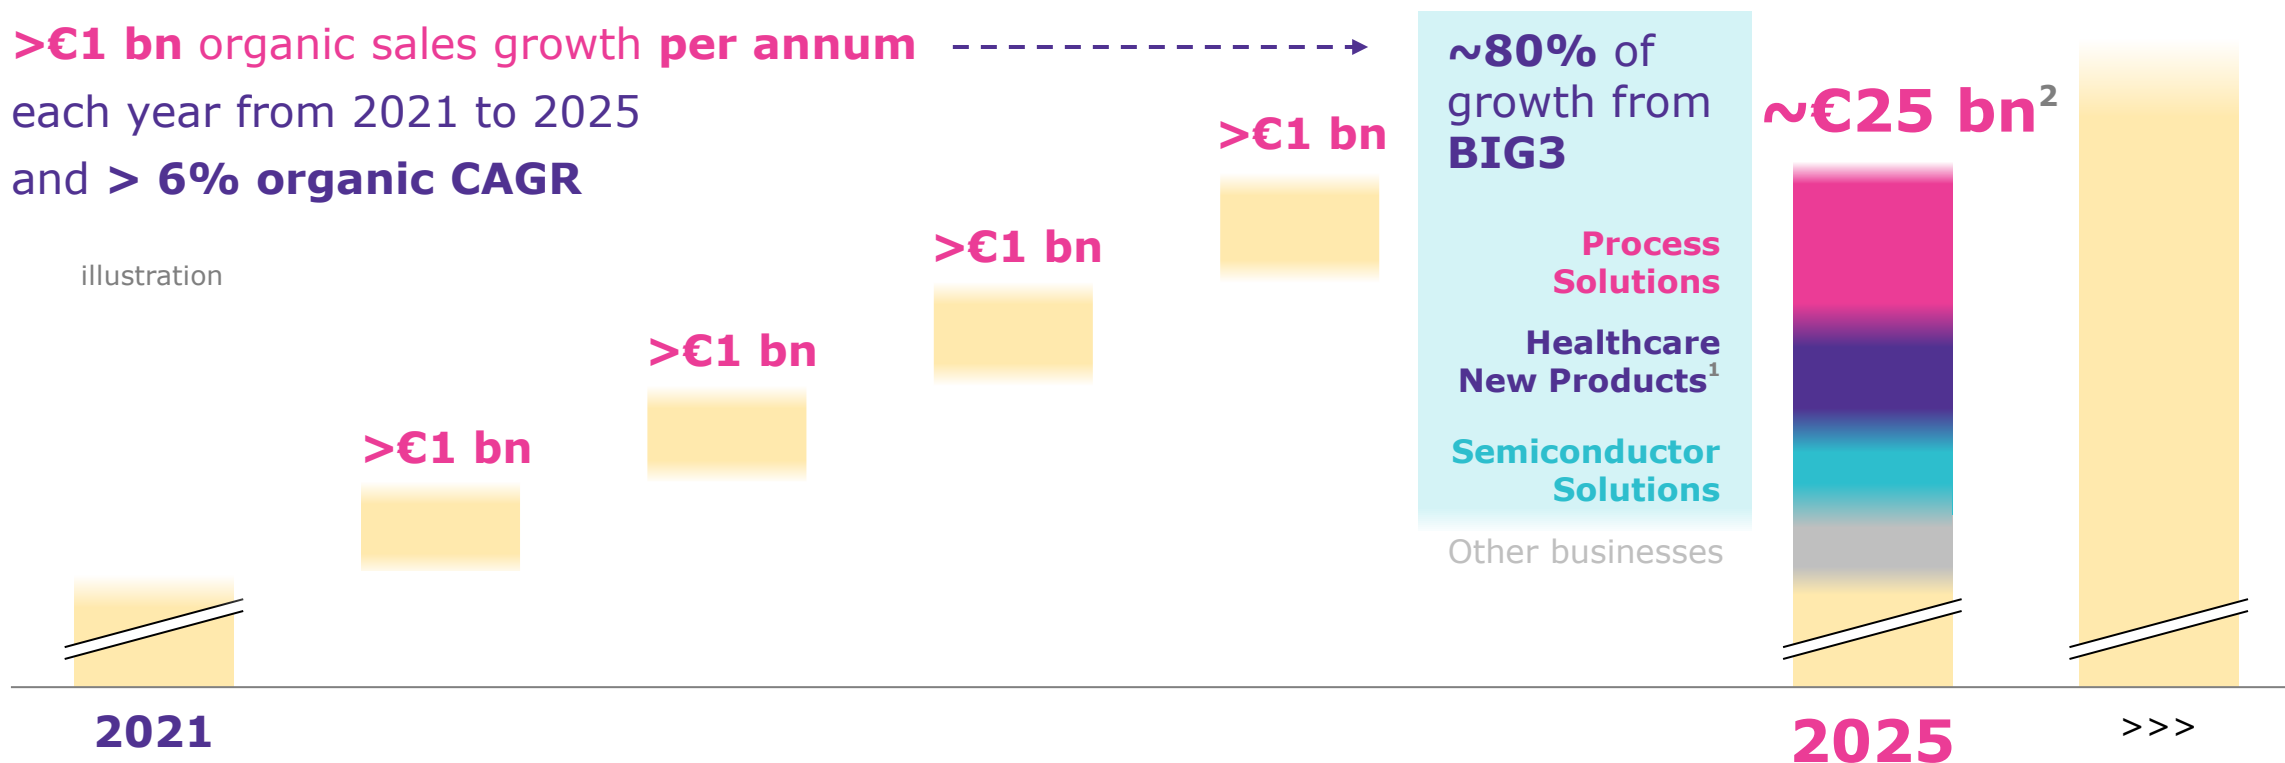 >€1 bn organic sales growth per annum
each year from 2021 to 2025
and > 6% organic CAGR
illustration
>€1 bn
>€1 bn
>€1 bn
>€1 bn
~80% of
growth from
BIG3
Process
Solutions
Healthcare
New Products¹
Semiconductor
Solutions
Other businesses
~€25 bn²
2021
2025
>>>